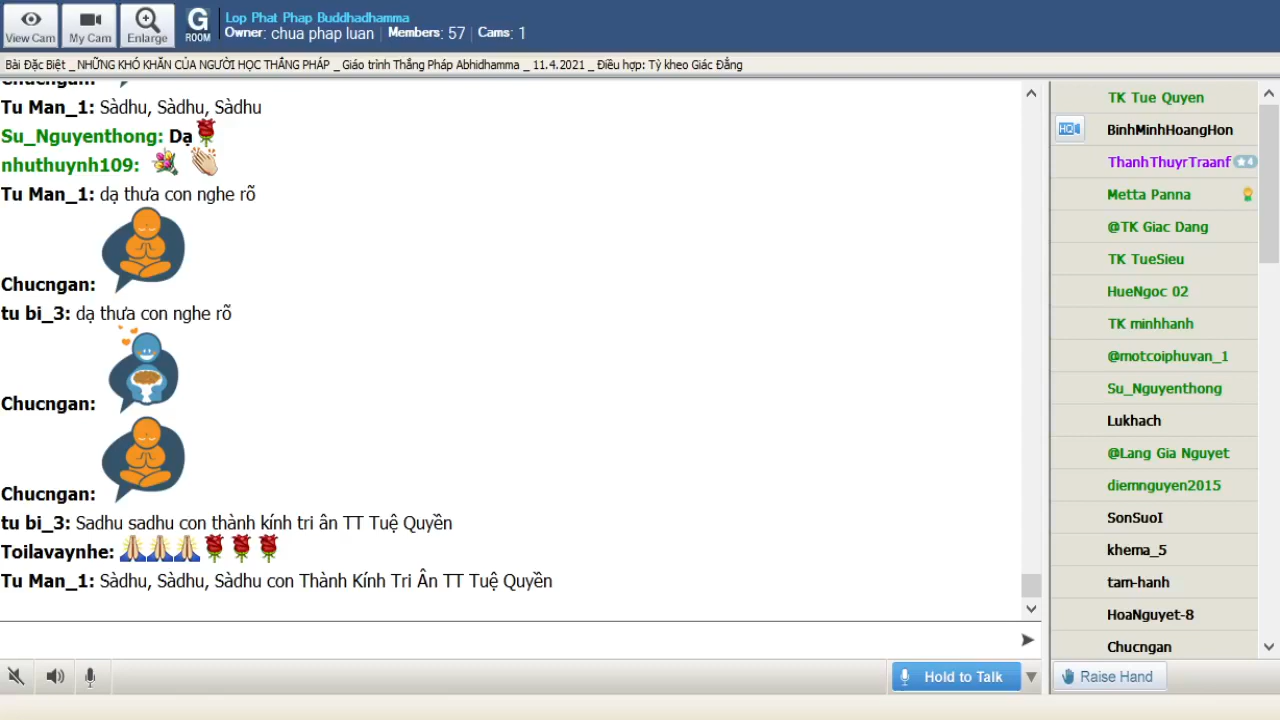 View Cam
My Cam
Enlarge
G
ROOM
Lop Phat Phap Buddhadhamma
Owner: chua phap luan | Members: 57 | Cams: 1
Bài Đặc Biệt _ NHỮNG KHÓ KHĂN CỦA NGƯỜI HỌC THẮNG PHÁP _ Giáo trình Thắng Pháp Abhidhamma _ 11.4.2021 _ Điều hợp: Tỳ kheo Giác Đẳng
Chucngan:
Tu Man_1: Sàdhu, Sàdhu, Sàdhu
Su_Nguyenthong: Dạ
nhuthuynh109:
Tu Man_1: dạ thưa con nghe rõ
Chucngan:
tu bi_3: dạ thưa con nghe rõ
Chucngan:
Chucngan:
tu bi_3: Sadhu sadhu con thành kính tri ân TT Tuệ Quyền
Toilavaynhe:
Tu Man_1: Sàdhu, Sàdhu, Sàdhu con Thành Kính Tri Ân TT Tuệ Quyền
Hold to Talk
TK Tue Quyen
HQ
BinhMinhHoangHon
ThanhThuyrTraanf
4
Metta Panna
@TK Giac Dang
TK TueSieu
HueNgoc 02
TK minhhanh
@motcoiphuvan_1
Su_Nguyenthong
Lukhach
@Lang Gia Nguyet
diemnguyen2015
SonSuoI
khema_5
tam-hanh
HoaNguyet-8
Chucngan
Raise Hand